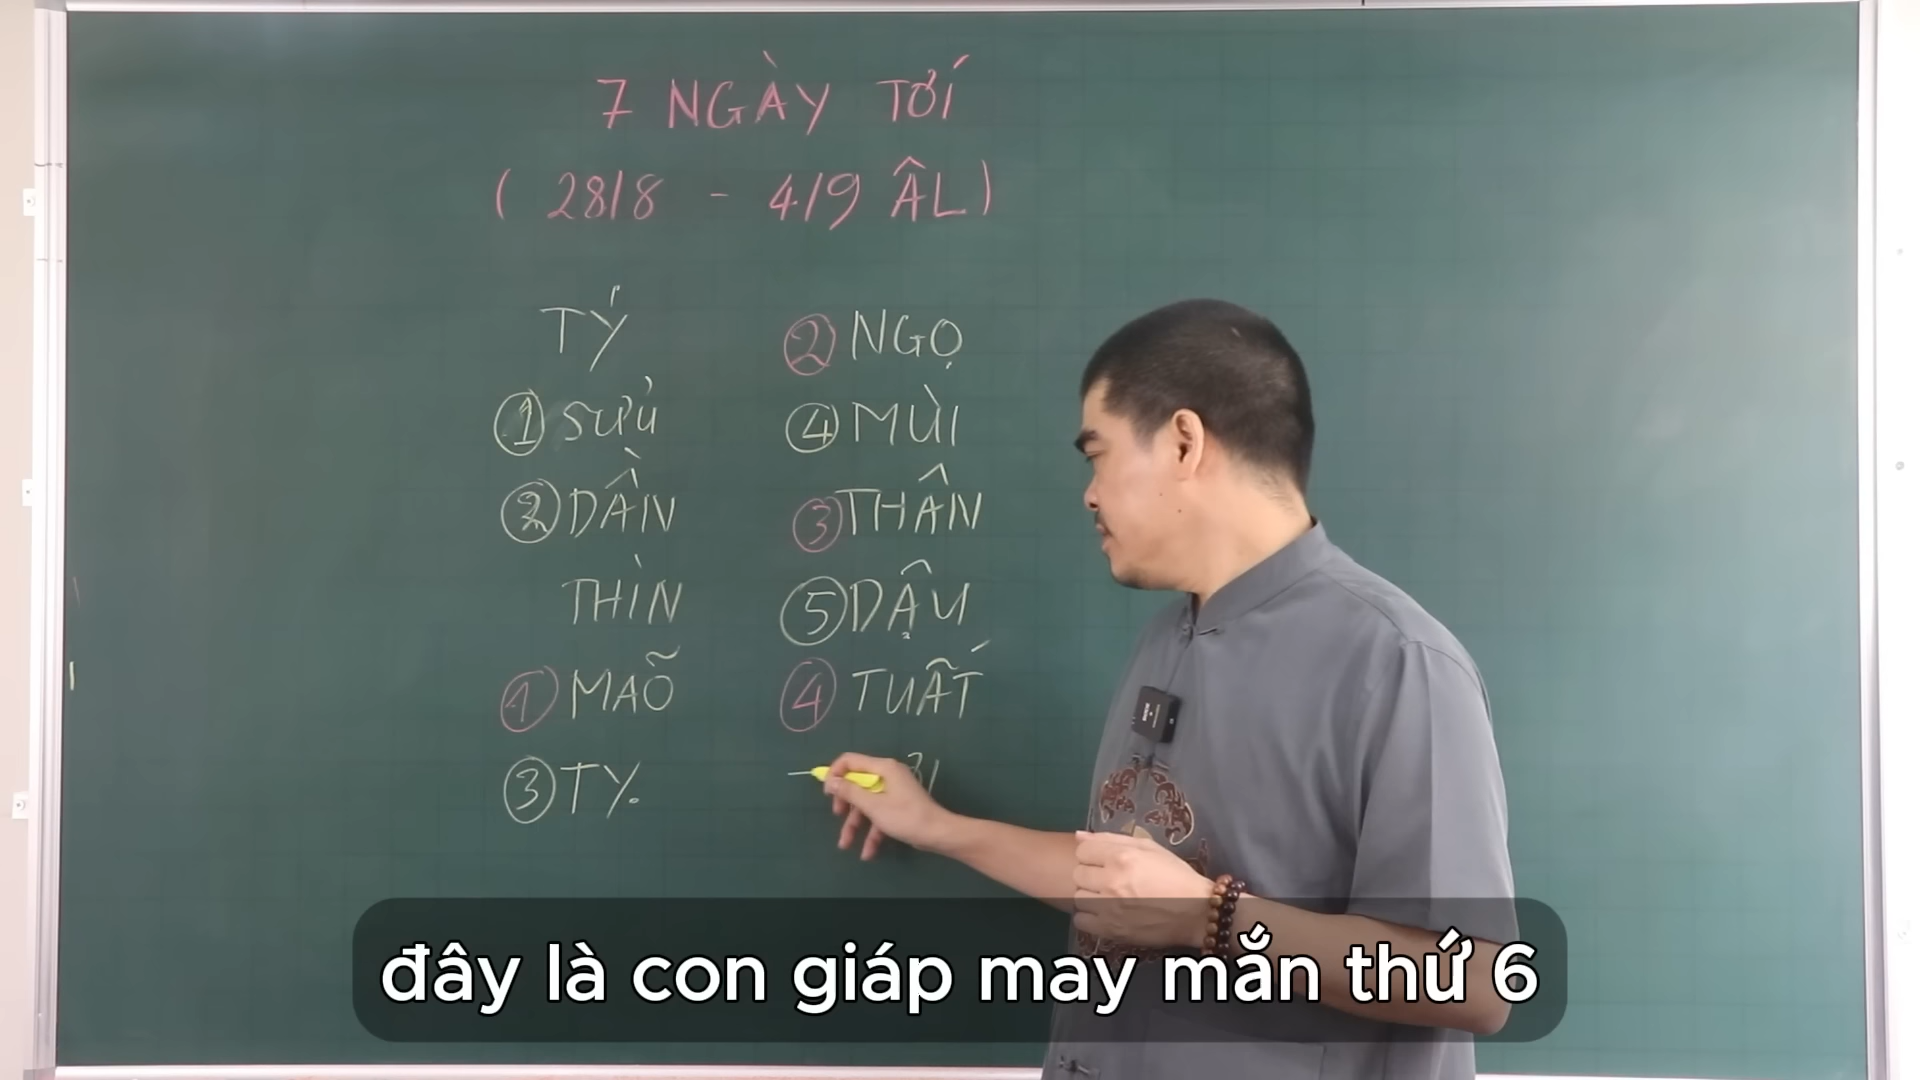 7 NGÀY TỚI
( 28/8 - 4/9 ÂL )
TÝ
① SỬU
② DẦN
THÌN
① MÃO
③ TỴ
② NGỌ
④ MÙI
③ THÂN
⑤ DẬU
④ TUẤT
đây là con giáp may mắn thứ 6